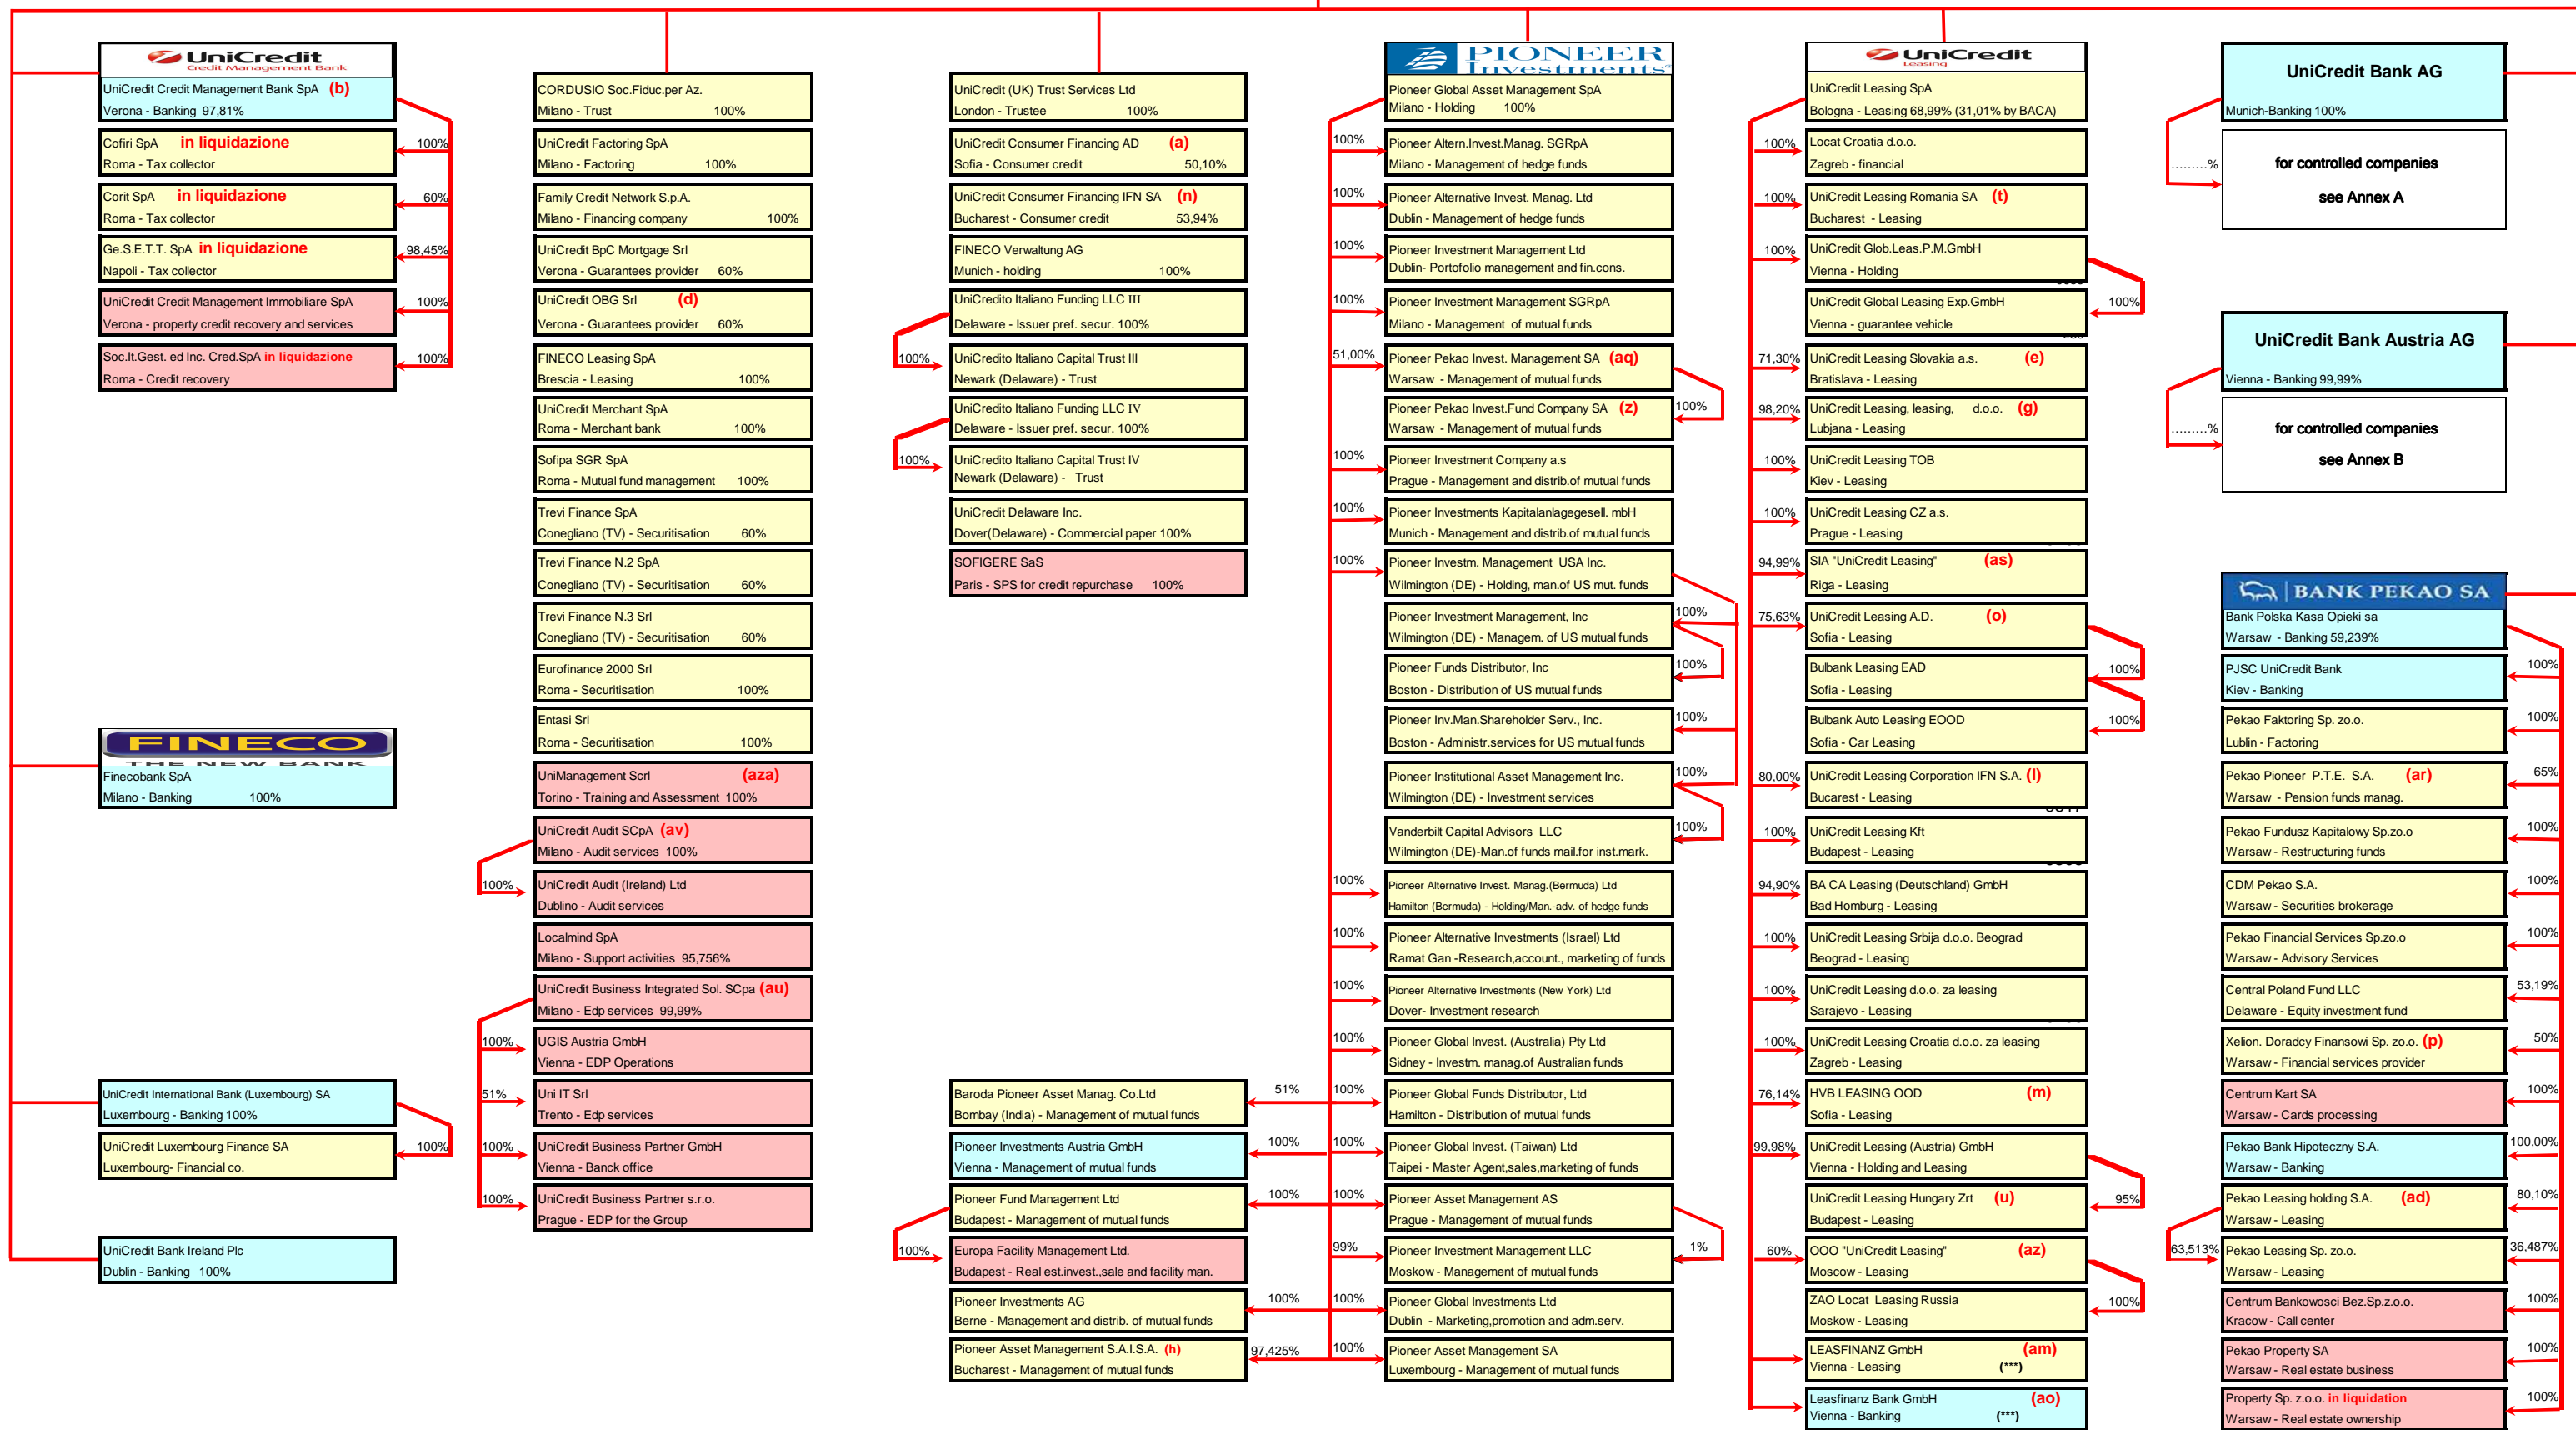 UniCredit
Credit Management Bank
UniCredit Credit Management Bank SpA (b)
Verona - Banking 97,81%
Cofiri SpA in liquidazione
Roma - Tax collector
100%
Corit SpA in liquidazione
Roma - Tax collector
60%
Ge.S.E.T.T. SpA in liquidazione
Napoli - Tax collector
98,45%
UniCredit Credit Management Immobiliare SpA
Verona - property credit recovery and services
100%
Soc.It.Gest. ed Inc. Cred.SpA in liquidazione
Roma - Credit recovery
100%
FINECO
THE NEW BANK
Finecobank SpA
Milano - Banking 100%
UniCredit International Bank (Luxembourg) SA
Luxembourg - Banking 100%
UniCredit Luxembourg Finance SA
Luxembourg- Financial co.
100%
UniCredit Bank Ireland Plc
Dublin - Banking 100%
CORDUSIO Soc.Fiduc.per Az.
Milano - Trust 100%
UniCredit Factoring SpA
Milano - Factoring 100%
Family Credit Network S.p.A.
Milano - Financing company 100%
UniCredit BpC Mortgage Srl
Verona - Guarantees provider 60%
UniCredit OBG Srl (d)
Verona - Guarantees provider 60%
FINECO Leasing SpA
Brescia - Leasing 100%
UniCredit Merchant SpA
Roma - Merchant bank 100%
Sofipa SGR SpA
Roma - Mutual fund management 100%
Trevi Finance SpA
Conegliano (TV) - Securitisation 60%
Trevi Finance N.2 SpA
Conegliano (TV) - Securitisation 60%
Trevi Finance N.3 Srl
Conegliano (TV) - Securitisation 60%
Eurofinance 2000 Srl
Roma - Securitisation 100%
Entasi Srl
Roma - Securitisation 100%
UniManagement Scrl (aza)
Torino - Training and Assessment 100%
UniCredit Audit SCpA (av)
Milano - Audit services 100%
100%
UniCredit Audit (Ireland) Ltd
Dublino - Audit services
Localmind SpA
Milano - Support activities 95,756%
UniCredit Business Integrated Sol. SCpa (au)
Milano - Edp services 99,99%
100%
UGIS Austria GmbH
Vienna - EDP Operations
51%
Uni IT Srl
Trento - Edp services
100%
UniCredit Business Partner GmbH
Vienna - Banck office
100%
UniCredit Business Partner s.r.o.
Prague - EDP for the Group
UniCredit (UK) Trust Services Ltd
London - Trustee 100%
UniCredit Consumer Financing AD (a)
Sofia - Consumer credit 50,10%
UniCredit Consumer Financing IFN SA (n)
Bucharest - Consumer credit 53,94%
FINECO Verwaltung AG
Munich - holding 100%
UniCredito Italiano Funding LLC III
Delaware - Issuer pref. secur. 100%
100%
UniCredito Italiano Capital Trust III
Newark (Delaware) - Trust
UniCredito Italiano Funding LLC IV
Delaware - Issuer pref. secur. 100%
100%
UniCredito Italiano Capital Trust IV
Newark (Delaware) - Trust
UniCredit Delaware Inc.
Dover(Delaware) - Commercial paper 100%
SOFIGERE SaS
Paris - SPS for credit repurchase 100%
Baroda Pioneer Asset Manag. Co.Ltd
Bombay (India) - Management of mutual funds
51%
Pioneer Investments Austria GmbH
Vienna - Management of mutual funds
100%
Pioneer Fund Management Ltd
Budapest - Management of mutual funds
100%
100%
Europa Facility Management Ltd.
Budapest - Real est.invest.,sale and facility man.
Pioneer Investments AG
Berne - Management and distrib. of mutual funds
100%
Pioneer Asset Management S.A.I.S.A. (h)
Bucharest - Management of mutual funds
97,425%
PIONEER
Investments
Pioneer Global Asset Management SpA
Milano - Holding 100%
100%
Pioneer Altern.Invest.Manag. SGRpA
Milano - Management of hedge funds
100%
Pioneer Alternative Invest. Manag. Ltd
Dublin - Management of hedge funds
100%
Pioneer Investment Management Ltd
Dublin- Portofolio management and fin.cons.
100%
Pioneer Investment Management SGRpA
Milano - Management of mutual funds
51,00%
Pioneer Pekao Invest. Management SA (aq)
Warsaw - Management of mutual funds
Pioneer Pekao Invest.Fund Company SA (z)
Warsaw - Management of mutual funds
100%
100%
Pioneer Investment Company a.s
Prague - Management and distrib.of mutual funds
100%
Pioneer Investments Kapitalanlagegesell. mbH
Munich - Management and distrib.of mutual funds
100%
Pioneer Investm. Management USA Inc.
Wilmington (DE) - Holding, man.of US mut. funds
Pioneer Investment Management, Inc
Wilmington (DE) - Managem. of US mutual funds
100%
Pioneer Funds Distributor, Inc
Boston - Distribution of US mutual funds
100%
Pioneer Inv.Man.Shareholder Serv., Inc.
Boston - Administr.services for US mutual funds
100%
Pioneer Institutional Asset Management Inc.
Wilmington (DE) - Investment services
100%
Vanderbilt Capital Advisors LLC
Wilmington (DE)-Man.of funds mail.for inst.mark.
100%
100%
Pioneer Alternative Invest. Manag.(Bermuda) Ltd
Hamilton (Bermuda) - Holding/Man.-adv. of hedge funds
100%
Pioneer Alternative Investments (Israel) Ltd
Ramat Gan -Research,account., marketing of funds
100%
Pioneer Alternative Investments (New York) Ltd
Dover- Investment research
100%
Pioneer Global Invest. (Australia) Pty Ltd
Sidney - Investm. manag.of Australian funds
100%
Pioneer Global Funds Distributor, Ltd
Hamilton - Distribution of mutual funds
100%
Pioneer Global Invest. (Taiwan) Ltd
Taipei - Master Agent,sales,marketing of funds
100%
Pioneer Asset Management AS
Prague - Management of mutual funds
99%
Pioneer Investment Management LLC
Moskow - Management of mutual funds
1%
100%
Pioneer Global Investments Ltd
Dublin - Marketing,promotion and adm.serv.
100%
Pioneer Asset Management SA
Luxembourg - Management of mutual funds
UniCredit
Leasing
UniCredit Leasing SpA
Bologna - Leasing 68,99% (31,01% by BACA)
100%
Locat Croatia d.o.o.
Zagreb - financial
100%
UniCredit Leasing Romania SA (t)
Bucharest - Leasing
100%
UniCredit Glob.Leas.P.M.GmbH
Vienna - Holding
UniCredit Global Leasing Exp.GmbH
Vienna - guarantee vehicle
100%
71,30%
UniCredit Leasing Slovakia a.s. (e)
Bratislava - Leasing
98,20%
UniCredit Leasing, leasing, d.o.o. (g)
Lubjana - Leasing
100%
UniCredit Leasing TOB
Kiev - Leasing
100%
UniCredit Leasing CZ a.s.
Prague - Leasing
94,99%
SIA "UniCredit Leasing" (as)
Riga - Leasing
75,63%
UniCredit Leasing A.D. (o)
Sofia - Leasing
Bulbank Leasing EAD
Sofia - Leasing
100%
Bulbank Auto Leasing EOOD
Sofia - Car Leasing
100%
80,00%
UniCredit Leasing Corporation IFN S.A. (l)
Bucarest - Leasing
100%
UniCredit Leasing Kft
Budapest - Leasing
94,90%
BA CA Leasing (Deutschland) GmbH
Bad Homburg - Leasing
100%
UniCredit Leasing Srbija d.o.o. Beograd
Beograd - Leasing
100%
UniCredit Leasing d.o.o. za leasing
Sarajevo - Leasing
100%
UniCredit Leasing Croatia d.o.o. za leasing
Zagreb - Leasing
76,14%
HVB LEASING OOD (m)
Sofia - Leasing
99,98%
UniCredit Leasing (Austria) GmbH
Vienna - Holding and Leasing
UniCredit Leasing Hungary Zrt (u)
Budapest - Leasing
95%
60%
OOO "UniCredit Leasing" (az)
Moscow - Leasing
ZAO Locat Leasing Russia
Moskow - Leasing
100%
LEASFINANZ GmbH (am)
Vienna - Leasing (***)
Leasfinanz Bank GmbH (ao)
Vienna - Banking (***)
UniCredit Bank AG
Munich-Banking 100%
.........%
for controlled companies
see Annex A
UniCredit Bank Austria AG
Vienna - Banking 99,99%
.........%
for controlled companies
see Annex B
BANK PEKAO SA
Bank Polska Kasa Opieki sa
Warsaw - Banking 59,239%
PJSC UniCredit Bank
Kiev - Banking
100%
Pekao Faktoring Sp. zo.o.
Lublin - Factoring
100%
Pekao Pioneer P.T.E. S.A. (ar)
Warsaw - Pension funds manag.
65%
Pekao Fundusz Kapitalowy Sp.zo.o
Warsaw - Restructuring funds
100%
CDM Pekao S.A.
Warsaw - Securities brokerage
100%
Pekao Financial Services Sp.zo.o
Warsaw - Advisory Services
100%
Central Poland Fund LLC
Delaware - Equity investment fund
53,19%
Xelion. Doradcy Finansowi Sp. zo.o. (p)
Warsaw - Financial services provider
50%
Centrum Kart SA
Warsaw - Cards processing
100%
Pekao Bank Hipoteczny S.A.
Warsaw - Banking
100,00%
Pekao Leasing holding S.A. (ad)
Warsaw - Leasing
80,10%
63,513%
Pekao Leasing Sp. zo.o.
Warsaw - Leasing
36,487%
Centrum Bankowosci Bez.Sp.z.o.o.
Kracow - Call center
100%
Pekao Property SA
Warsaw - Real estate business
100%
Property Sp. z.o.o. in liquidation
Warsaw - Real estate ownership
100%